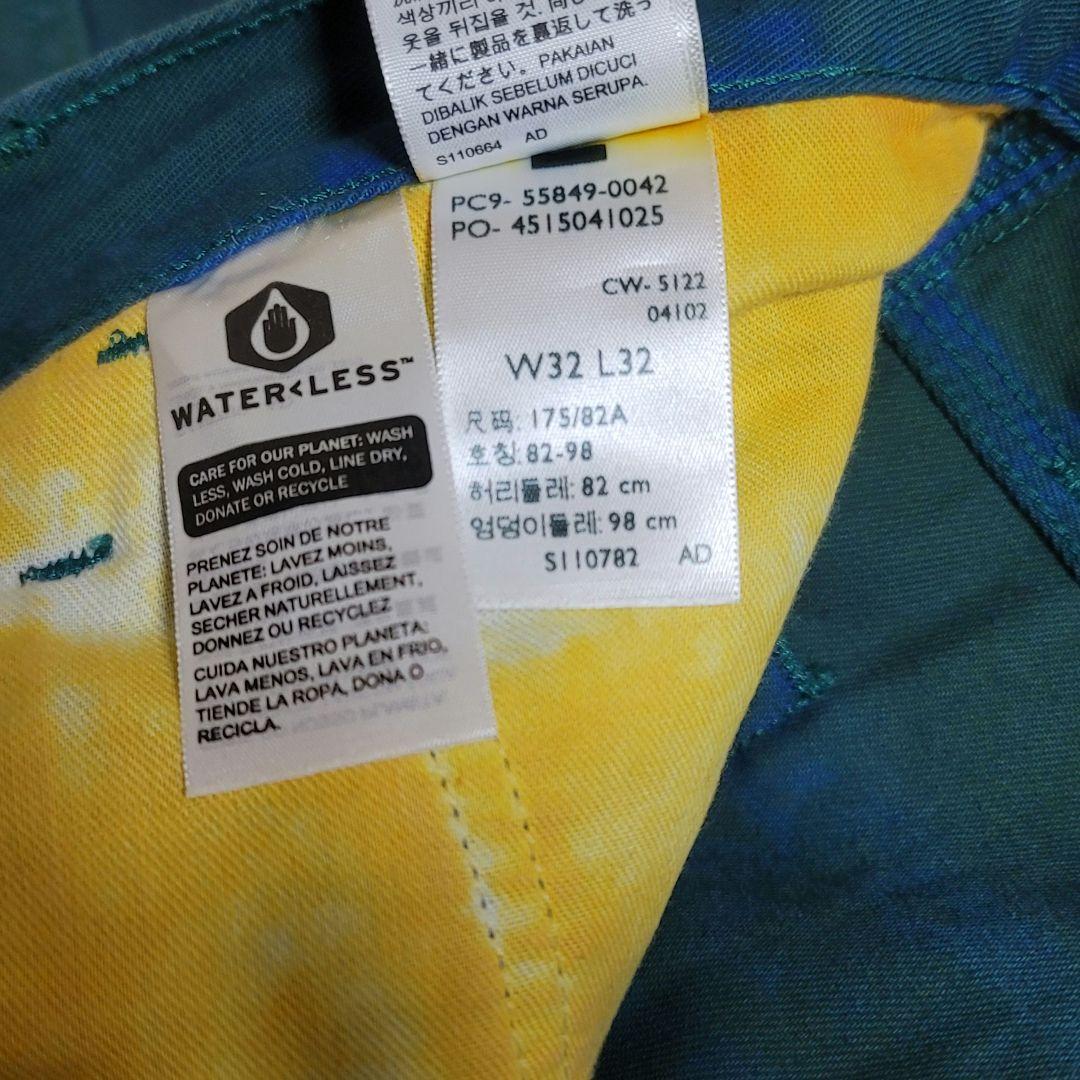 색상끼리
옷을 뒤집을 것.
一緒に製品を裏返して洗っ
てください。PAKAIAN
DIBALIK SEBELUM DICUCI
DENGAN WARNA SERUPA.
S110664 AD
PC9- 55849-0042
PO- 4515041025
CW- 5122
04102
W32 L32
尺码: 175/82A
호칭: 82-98
허리둘레: 82 cm
엉덩이둘레: 98 cm
S110782 AD
WATER<LESS™
CARE FOR OUR PLANET: WASH
LESS, WASH COLD, LINE DRY,
DONATE OR RECYCLE
PRENEZ SOIN DE NOTRE
PLANETE: LAVEZ MOINS,
LAVEZ A FROID, LAISSEZ
SECHER NATURELLEMENT,
DONNEZ OU RECYCLEZ
CUIDA NUESTRO PLANETA:
LAVA MENOS, LAVA EN FRIO,
TIENDE LA ROPA, DONA O
RECICLA.